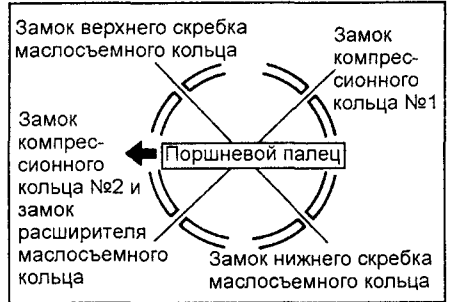 Замок верхнего скребка
маслосъемного кольца
Замок
компрес-
сионного
кольца №1
Замок
компрес-
сионного
кольца №2 и
замок
расширителя
маслосъемного
кольца
Поршневой палец
Замок нижнего скребка
маслосъемного кольца